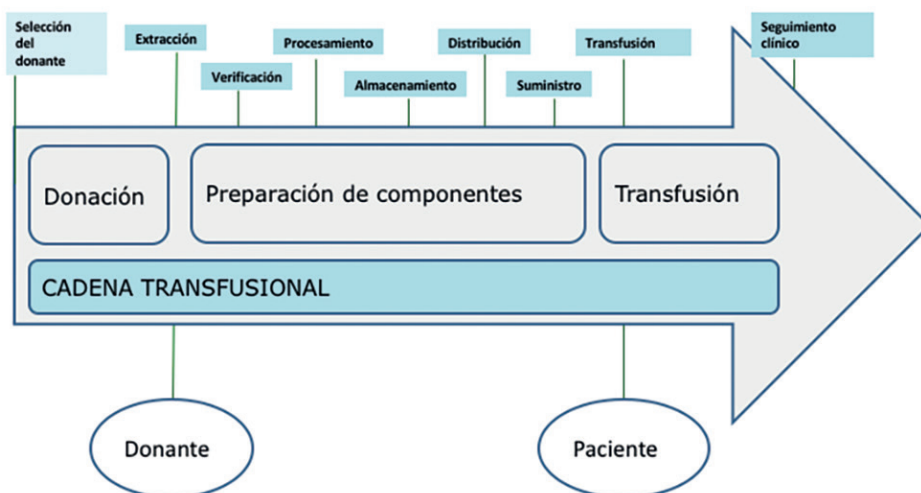 Selección
del
donante
Extracción
Verificación
Procesamiento
Almacenamiento
Distribución
Suministro
Transfusión
Seguimiento
clínico
Donación
Preparación de componentes
Transfusión
CADENA TRANSFUSIONAL
Donante
Paciente